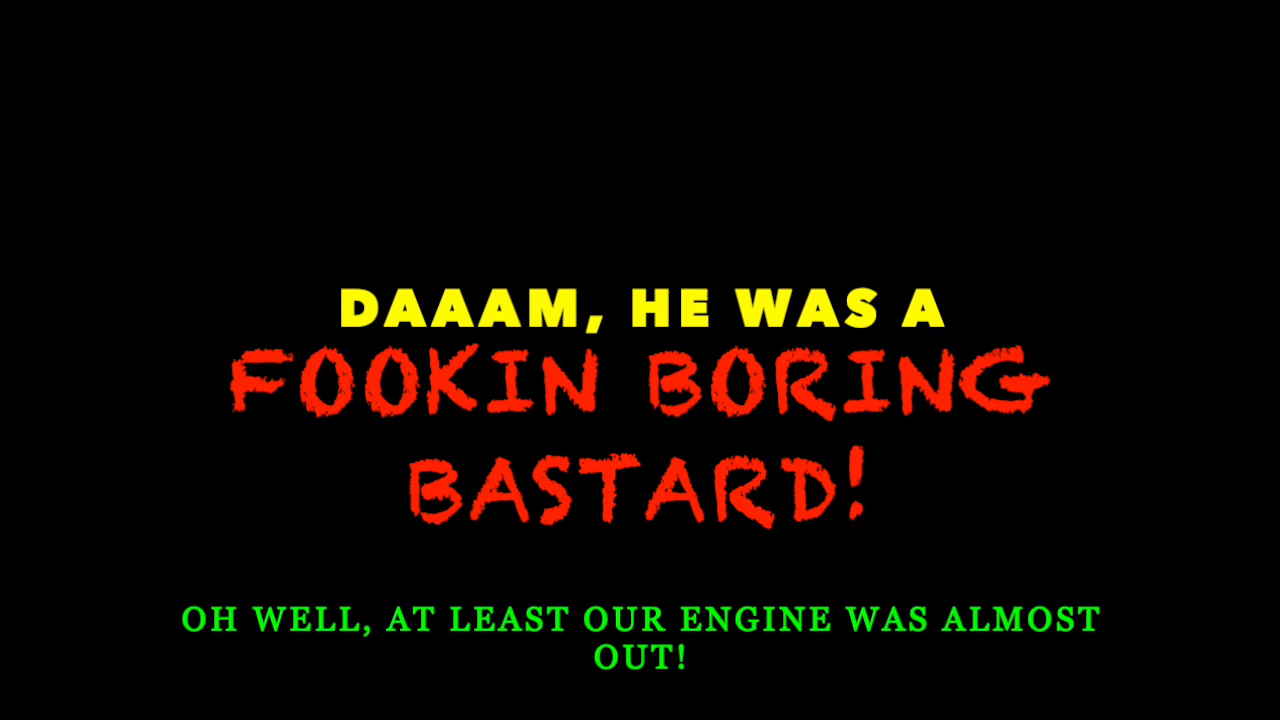 DAAAM, HE WAS A
FOOKIN BORING
BASTARD!
OH WELL, AT LEAST OUR ENGINE WAS ALMOST
OUT!